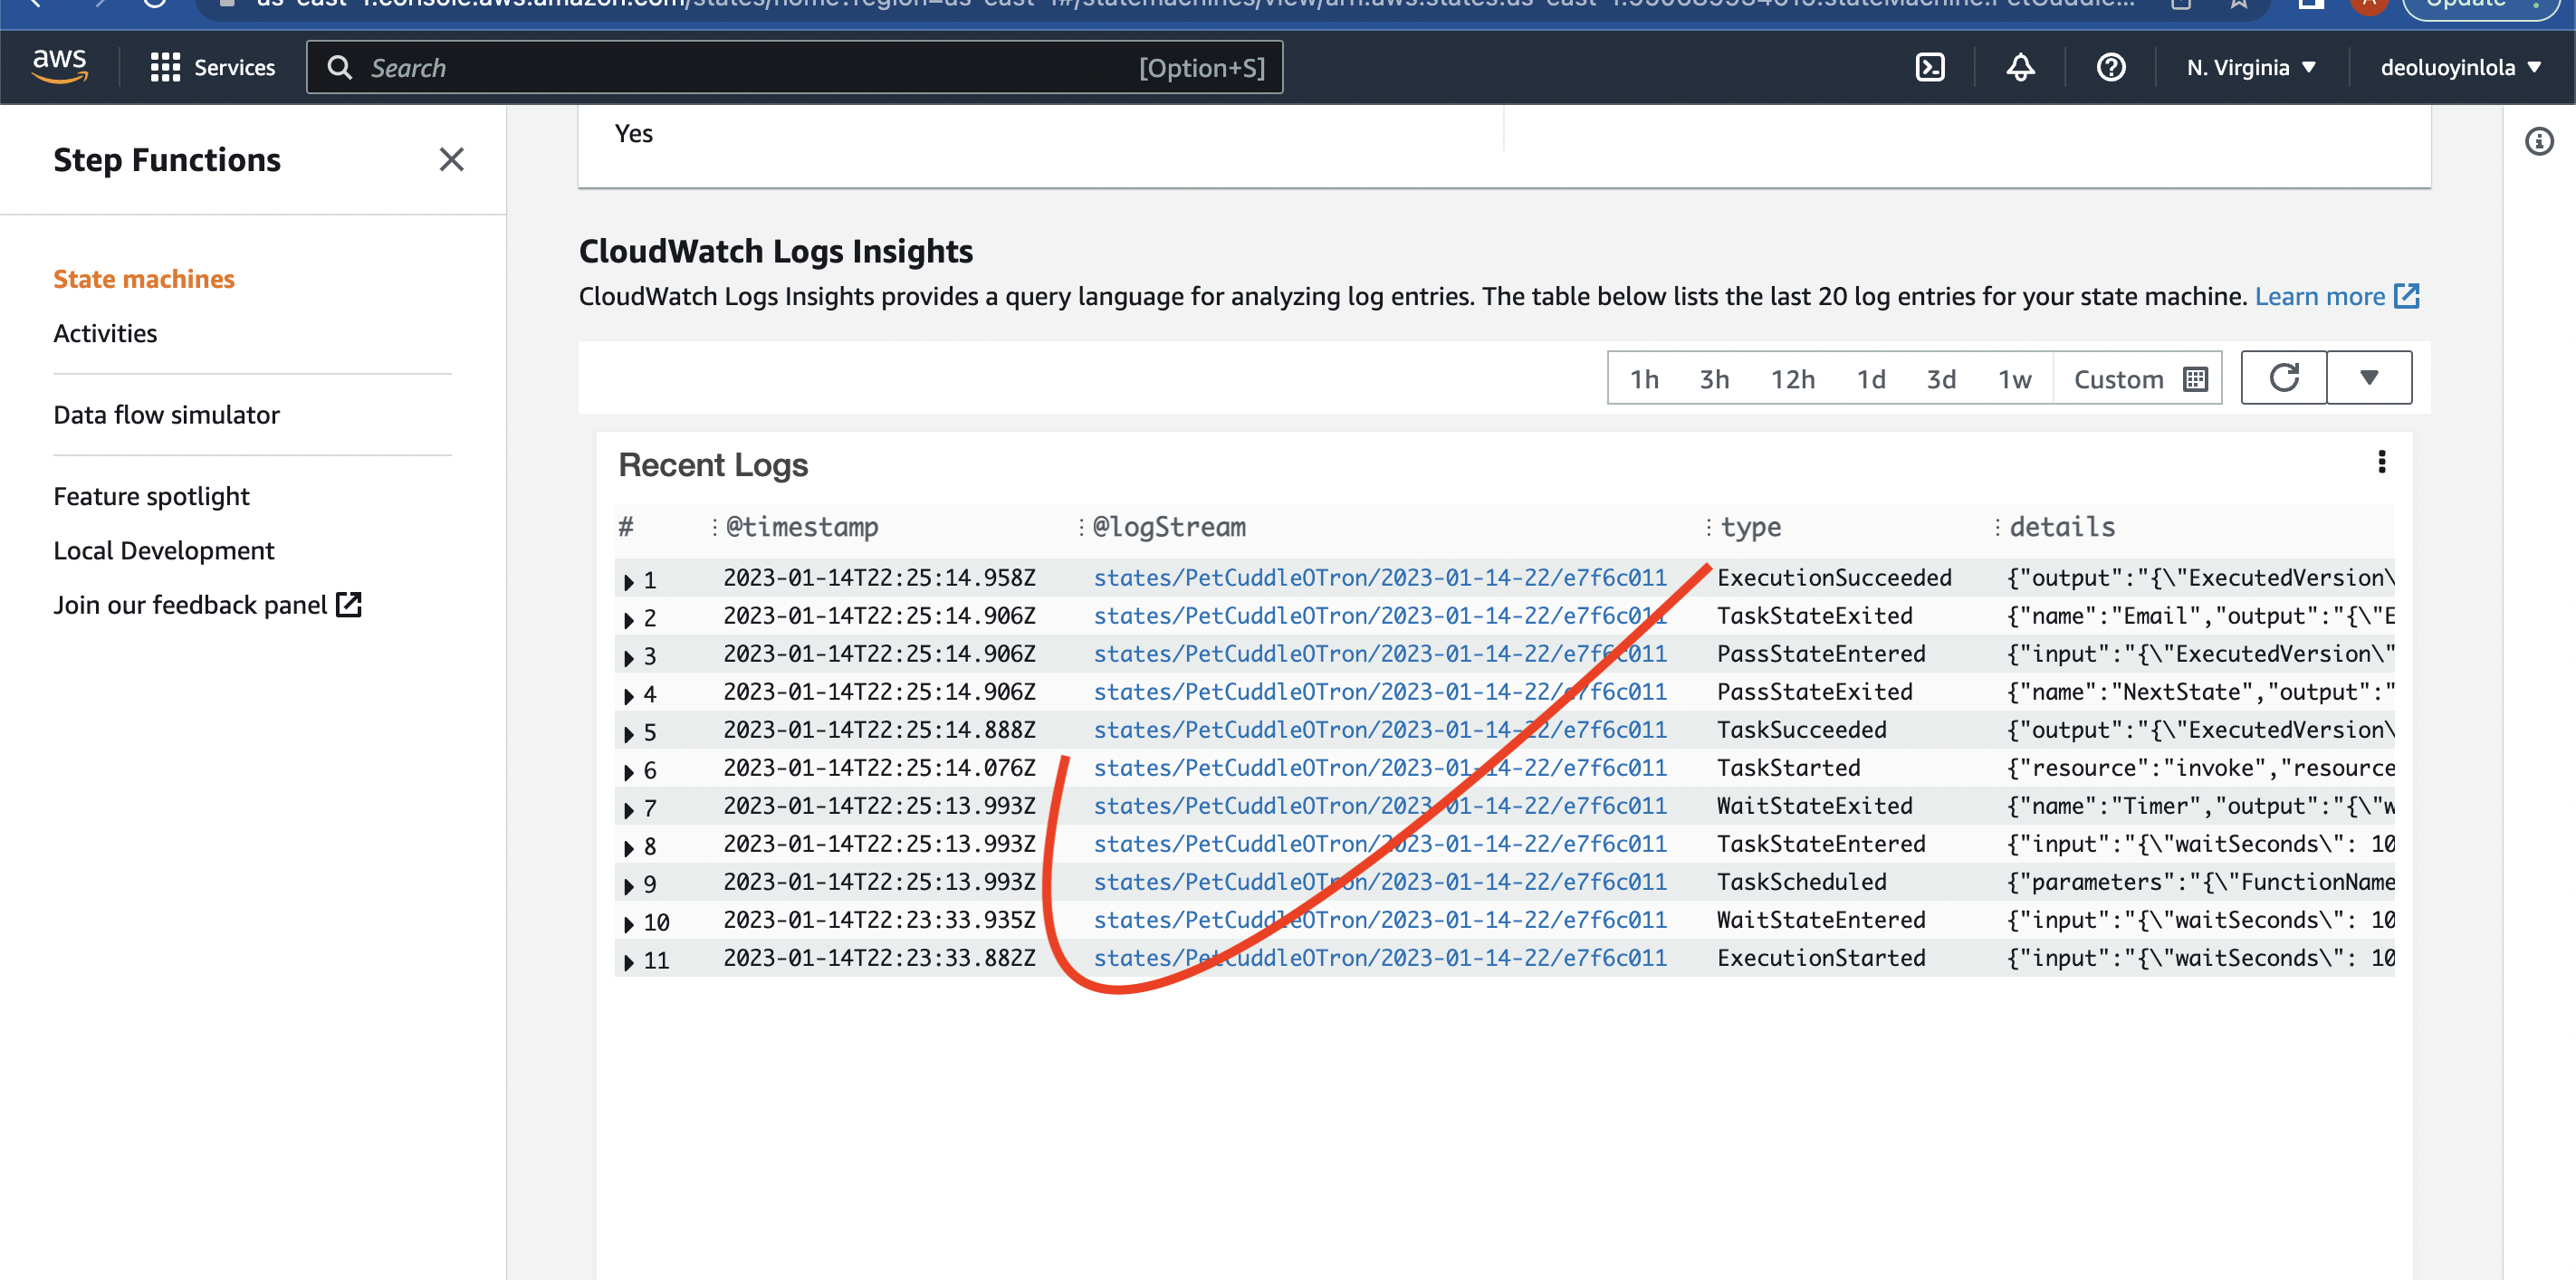 aws Services Search [Option+S] N. Virginia deoluoyinlola
Step Functions
State machines
Activities
Data flow simulator
Feature spotlight
Local Development
Join our feedback panel
Yes
CloudWatch Logs Insights
CloudWatch Logs Insights provides a query language for analyzing log entries. The table below lists the last 20 log entries for your state machine. Learn more
1h 3h 12h 1d 3d 1w Custom
Recent Logs
# @timestamp @logStream type details
1 2023-01-14T22:25:14.958Z states/PetCuddleOTron/2023-01-14-22/e7f6c011 ExecutionSucceeded {"output":"{\"ExecutedVersion\
2 2023-01-14T22:25:14.906Z states/PetCuddleOTron/2023-01-14-22/e7f6c011 TaskStateExited {"name":"Email","output":"{\"E
3 2023-01-14T22:25:14.906Z states/PetCuddleOTron/2023-01-14-22/e7f6c011 PassStateEntered {"input":"{\"ExecutedVersion\"
4 2023-01-14T22:25:14.906Z states/PetCuddleOTron/2023-01-14-22/e7f6c011 PassStateExited {"name":"NextState","output":"
5 2023-01-14T22:25:14.888Z states/PetCuddleOTron/2023-01-14-22/e7f6c011 TaskSucceeded {"output":"{\"ExecutedVersion\
6 2023-01-14T22:25:14.076Z states/PetCuddleOTron/2023-01-14-22/e7f6c011 TaskStarted {"resource":"invoke","resource
7 2023-01-14T22:25:13.993Z states/PetCuddleOTron/2023-01-14-22/e7f6c011 WaitStateExited {"name":"Timer","output":"{\"w
8 2023-01-14T22:25:13.993Z states/PetCuddleOTron/2023-01-14-22/e7f6c011 TaskStateEntered {"input":"{\"waitSeconds\": 10
9 2023-01-14T22:25:13.993Z states/PetCuddleOTron/2023-01-14-22/e7f6c011 TaskScheduled {"parameters":"{\"FunctionName
10 2023-01-14T22:23:33.935Z states/PetCuddleOTron/2023-01-14-22/e7f6c011 WaitStateEntered {"input":"{\"waitSeconds\": 10
11 2023-01-14T22:23:33.882Z states/PetCuddleOTron/2023-01-14-22/e7f6c011 ExecutionStarted {"input":"{\"waitSeconds\": 10